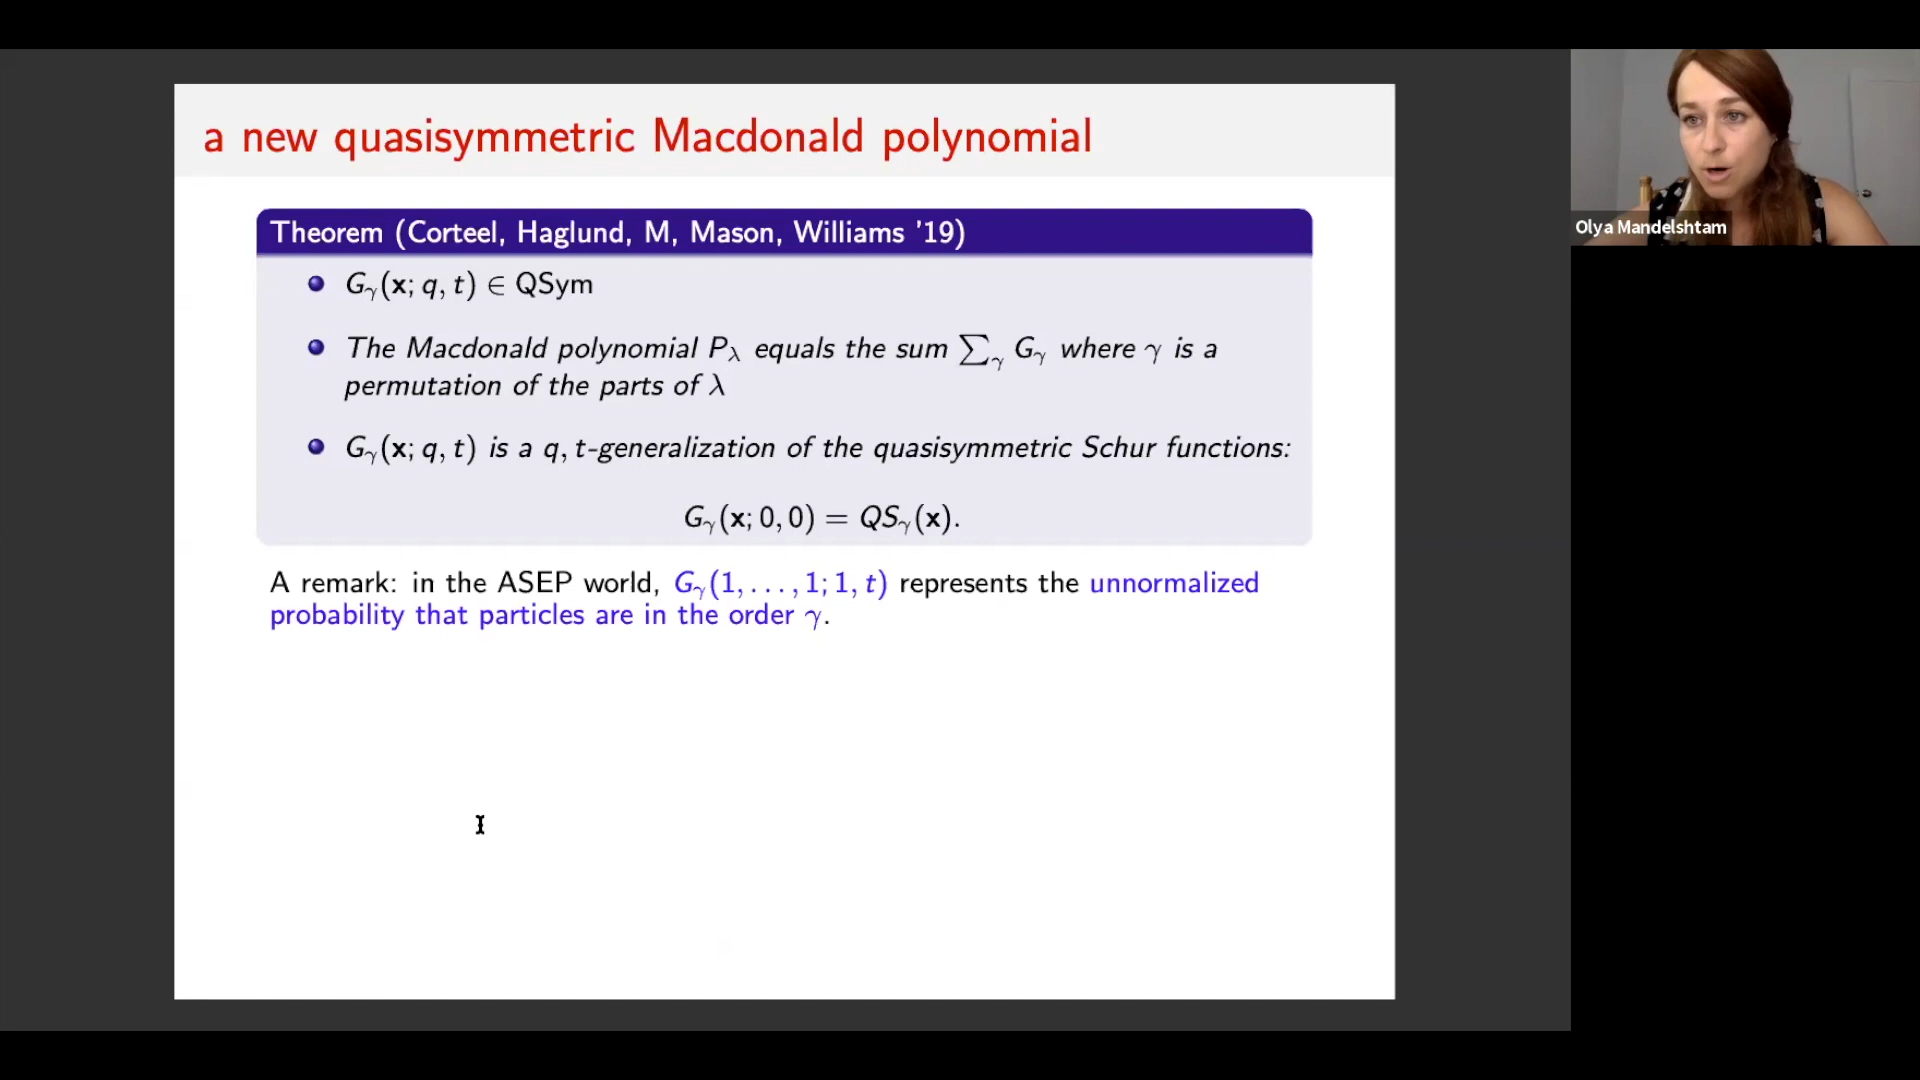 a new quasisymmetric Macdonald polynomial
Theorem (Corteel, Haglund, M, Mason, Williams '19)
G_γ(x; q, t) ∈ QSym
The Macdonald polynomial P_λ equals the sum ∑_γ G_γ where γ is a
permutation of the parts of λ
G_γ(x; q, t) is a q, t-generalization of the quasisymmetric Schur functions:
G_γ(x; 0, 0) = QS_γ(x).
A remark: in the ASEP world, G_γ(1, . . . , 1; 1, t) represents the unnormalized
probability that particles are in the order γ.
Olya Mandelshtam